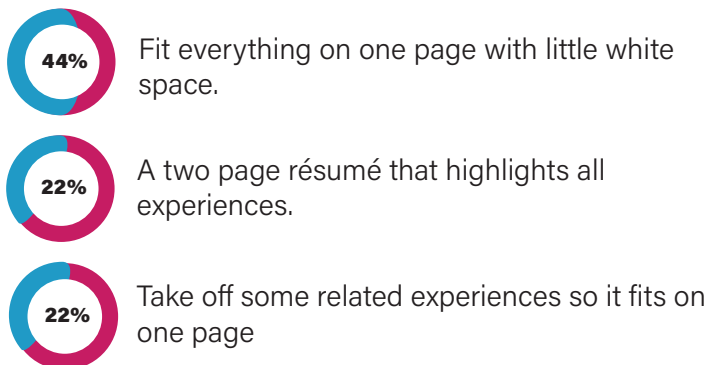 44%
Fit everything on one page with little white
space.
22%
A two page résumé that highlights all
experiences.
22%
Take off some related experiences so it fits on
one page